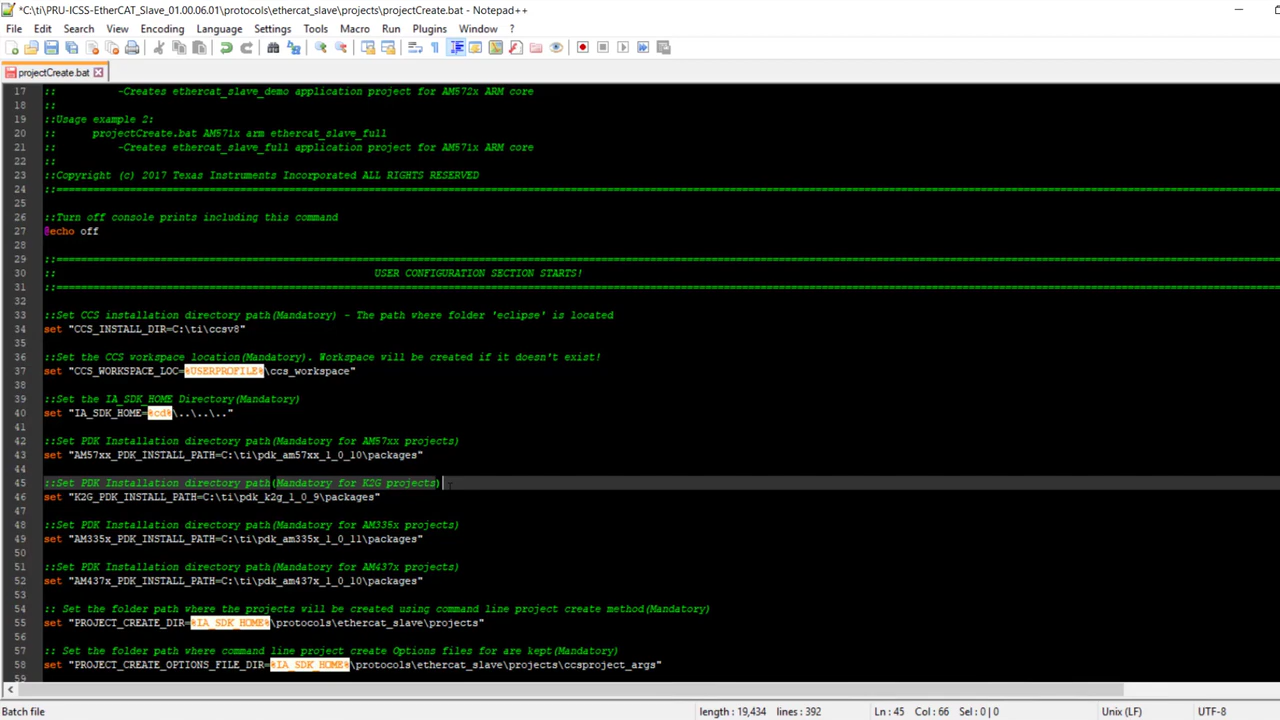 *C:\ti\PRU-ICSS-EtherCAT_Slave_01.00.06.01\protocols\ethercat_slave\projects\projectCreate.bat - Notepad++
File Edit Search View Encoding Language Settings Tools Macro Run Plugins Window ?
projectCreate.bat
17 :: -Creates ethercat_slave_demo application project for AM572x ARM core
18 ::
19 ::Usage example 2:
20 :: projectCreate.bat AM571x arm ethercat_slave_full
21 :: -Creates ethercat_slave_full application project for AM571x ARM core
22 ::
23 ::Copyright (c) 2017 Texas Instruments Incorporated ALL RIGHTS RESERVED
24 ::=====================================================================
25
26 ::Turn off console prints including this command
27 @echo off
28
29 ::=====================================================================
30 :: USER CONFIGURATION SECTION STARTS!
31 ::=====================================================================
32
33 ::Set CCS installation directory path(Mandatory) - The path where folder 'eclipse' is located
34 set "CCS_INSTALL_DIR=C:\ti\ccsv8"
35
36 ::Set the CCS workspace location(Mandatory). Workspace will be created if it doesn't exist!
37 set "CCS_WORKSPACE_LOC=%USERPROFILE%\ccs_workspace"
38
39 ::Set the IA_SDK_HOME Directory(Mandatory)
40 set "IA_SDK_HOME=%cd%\..\..\.."
41
42 ::Set PDK Installation directory path(Mandatory for AM57xx projects)
43 set "AM57xx_PDK_INSTALL_PATH=C:\ti\pdk_am57xx_1_0_10\packages"
44
45 ::Set PDK Installation directory path(Mandatory for K2G projects)
46 set "K2G_PDK_INSTALL_PATH=C:\ti\pdk_k2g_1_0_9\packages"
47
48 ::Set PDK Installation directory path(Mandatory for AM335x projects)
49 set "AM335x_PDK_INSTALL_PATH=C:\ti\pdk_am335x_1_0_11\packages"
50
51 ::Set PDK Installation directory path(Mandatory for AM437x projects)
52 set "AM437x_PDK_INSTALL_PATH=C:\ti\pdk_am437x_1_0_10\packages"
53
54 :: Set the folder path where the projects will be created using command line project create method(Mandatory)
55 set "PROJECT_CREATE_DIR=%IA_SDK_HOME%\protocols\ethercat_slave\projects"
56
57 :: Set the folder path where command line project create Options files for are kept(Mandatory)
58 set "PROJECT_CREATE_OPTIONS_FILE_DIR=%IA_SDK_HOME%\protocols\ethercat_slave\projects\ccsproject_args"
59
Batch file length : 19,434 lines : 392 Ln : 45 Col : 66 Sel : 0 | 0 Unix (LF) UTF-8